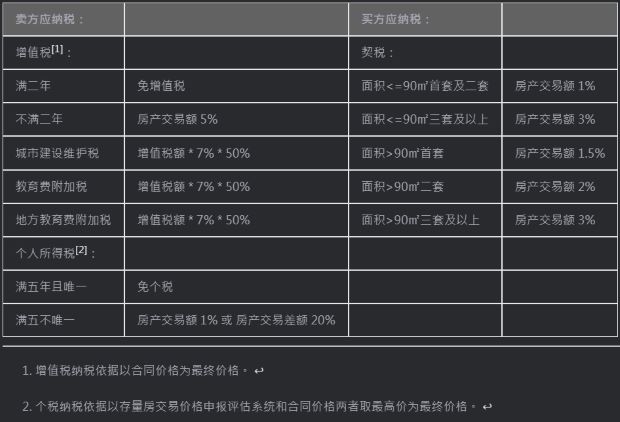 卖方应纳税： 买方应纳税：
增值税[1]： 契税：
满二年 免增值税 面积<=90㎡首套及二套 房产交易额 1%
不满二年 房产交易额 5% 面积<=90㎡三套及以上 房产交易额 3%
城市建设维护税 增值税额 * 7% * 50% 面积>90㎡首套 房产交易额 1.5%
教育费附加税 增值税额 * 7% * 50% 面积>90㎡二套 房产交易额 2%
地方教育费附加税 增值税额 * 7% * 50% 面积>90㎡三套及以上 房产交易额 3%
个人所得税[2]：
满五年且唯一 免个税
满五不唯一 房产交易额 1% 或 房产交易差额 20%
1. 增值税纳税依据以合同价格为最终价格。 ↩
2. 个税纳税依据以存量房交易价格申报评估系统和合同价格两者取最高价为最终价格。 ↩